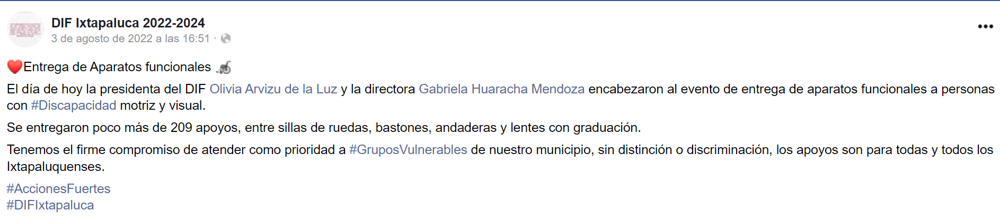 DIF Ixtapaluca 2022-2024
3 de agosto de 2022 a las 16:51 ·
❤️Entrega de Aparatos funcionales 👩‍🦽
El día de hoy la presidenta del DIF Olivia Arvizu de la Luz y la directora Gabriela Huaracha Mendoza encabezaron al evento de entrega de aparatos funcionales a personas
con #Discapacidad motriz y visual.
Se entregaron poco más de 209 apoyos, entre sillas de ruedas, bastones, andaderas y lentes con graduación.
Tenemos el firme compromiso de atender como prioridad a #GruposVulnerables de nuestro municipio, sin distinción o discriminación, los apoyos son para todas y todos los
Ixtapaluquenses.
#AccionesFuertes
#DIFIxtapaluca